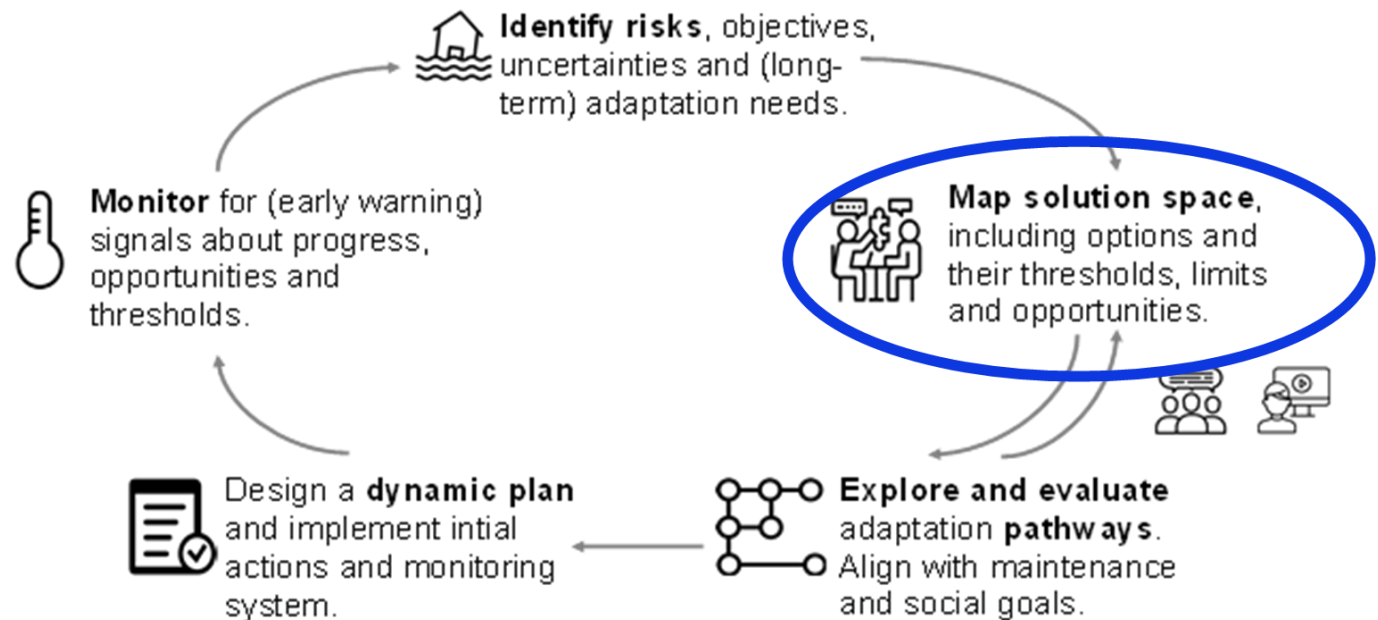 Identify risks, objectives,
uncertainties and (long-
term) adaptation needs.
Map solution space,
including options and
their thresholds, limits
and opportunities.
Explore and evaluate
adaptation pathways.
Align with maintenance
and social goals.
Design a dynamic plan
and implement intial
actions and monitoring
system.
Monitor for (early warning)
signals about progress,
opportunities and
thresholds.